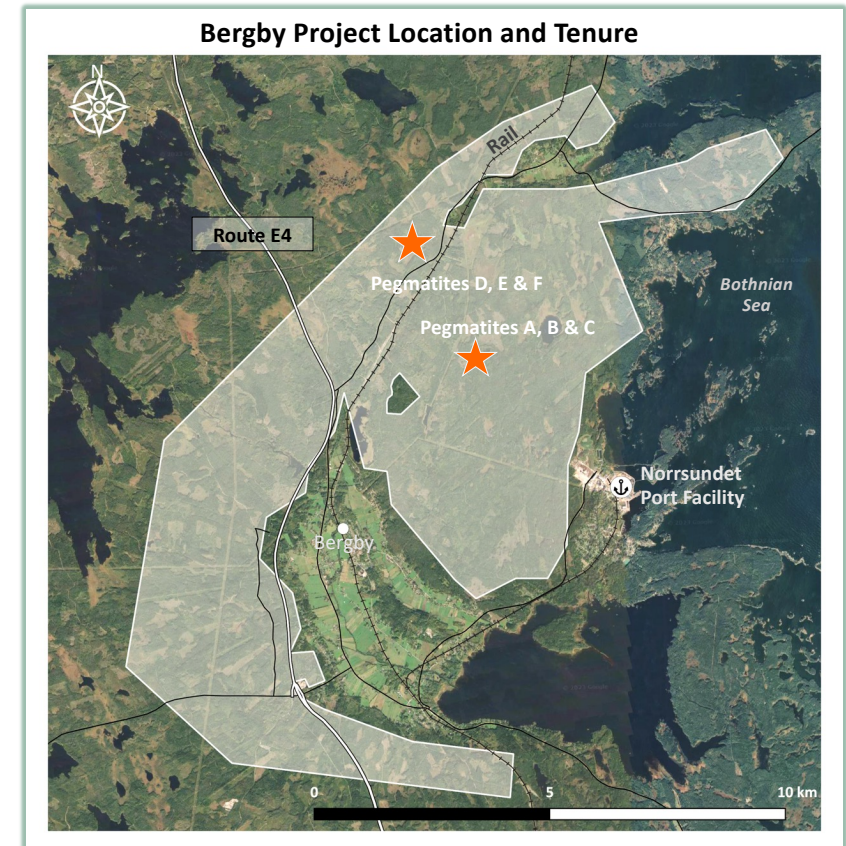 Bergby Project Location and Tenure
N
Rail
Route E4
Pegmatites D, E & F
Bothnian
Sea
Pegmatites A, B & C
Norrsundet
Port Facility
Bergby
0 5 10 km